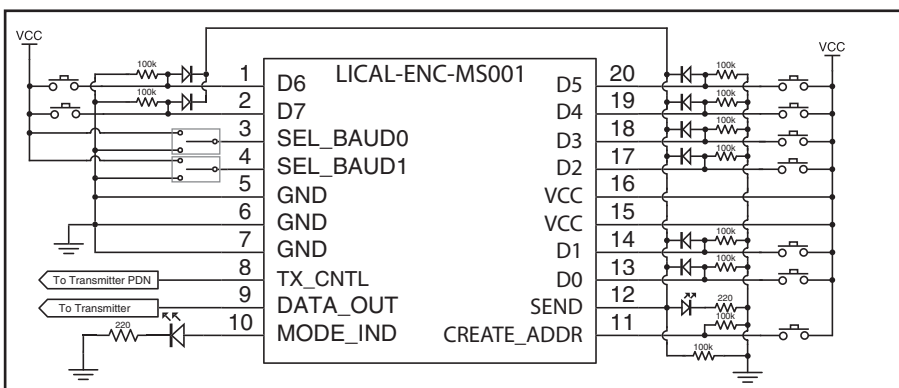 VCC
VCC
100k
100k
LICAL-ENC-MS001
1 D6
2 D7
3 SEL_BAUD0
4 SEL_BAUD1
5 GND
6 GND
7 GND
8 TX_CNTL
9 DATA_OUT
10 MODE_IND
To Transmitter PDN
To Transmitter
220
D5 20
D4 19
D3 18
D2 17
VCC 16
VCC 15
D1 14
D0 13
SEND 12
CREATE_ADDR 11
100k
100k
100k
100k
100k
100k
220
100k
100k